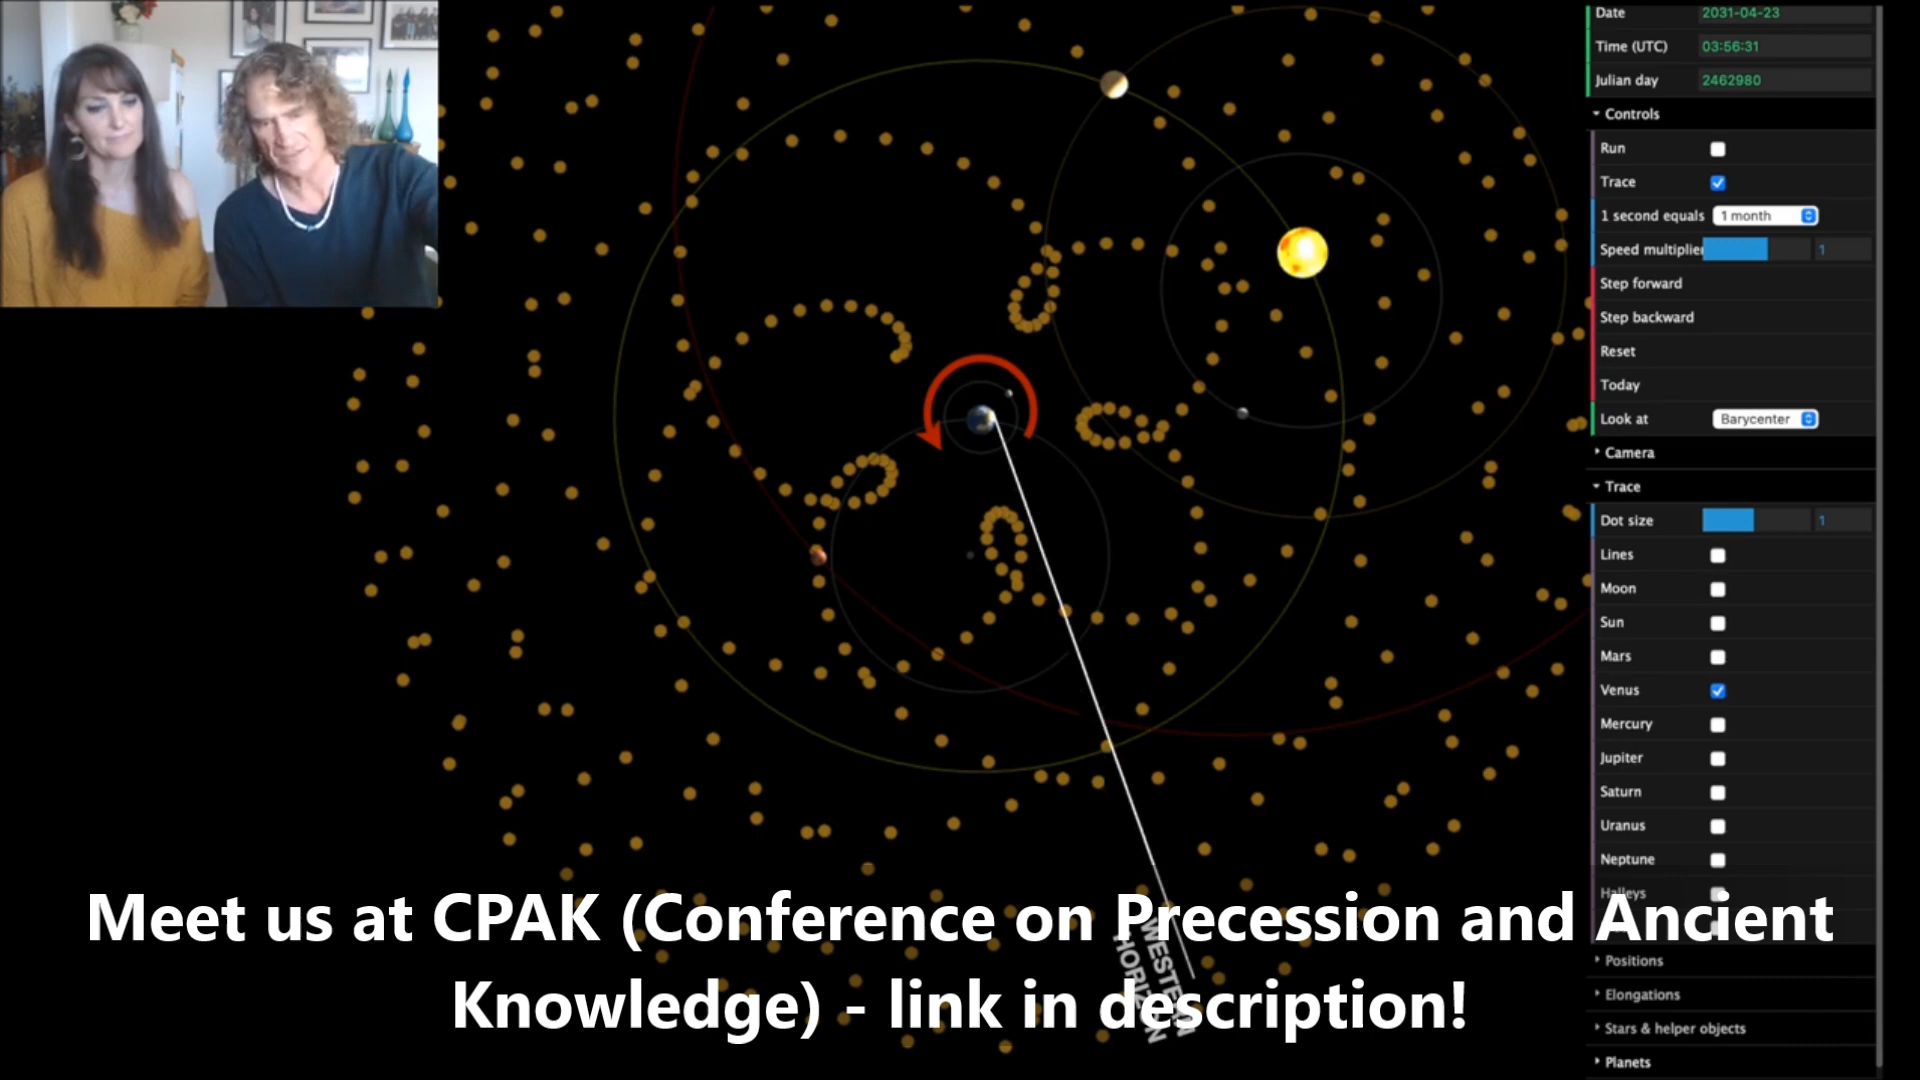 Date 2031-04-23
Time (UTC) 03:56:31
Julian day 2462980
Controls
Run
Trace
1 second equals 1 month
Speed multiplier 1
Step forward
Step backward
Reset
Today
Look at Barycenter
Camera
Trace
Dot size 1
Lines
Moon
Sun
Mars
Venus
Mercury
Jupiter
Saturn
Uranus
Neptune
Halleys
Positions
Elongations
Stars & helper objects
Planets
WESTERN
HORIZON
Meet us at CPAK (Conference on Precession and Ancient
Knowledge) - link in description!